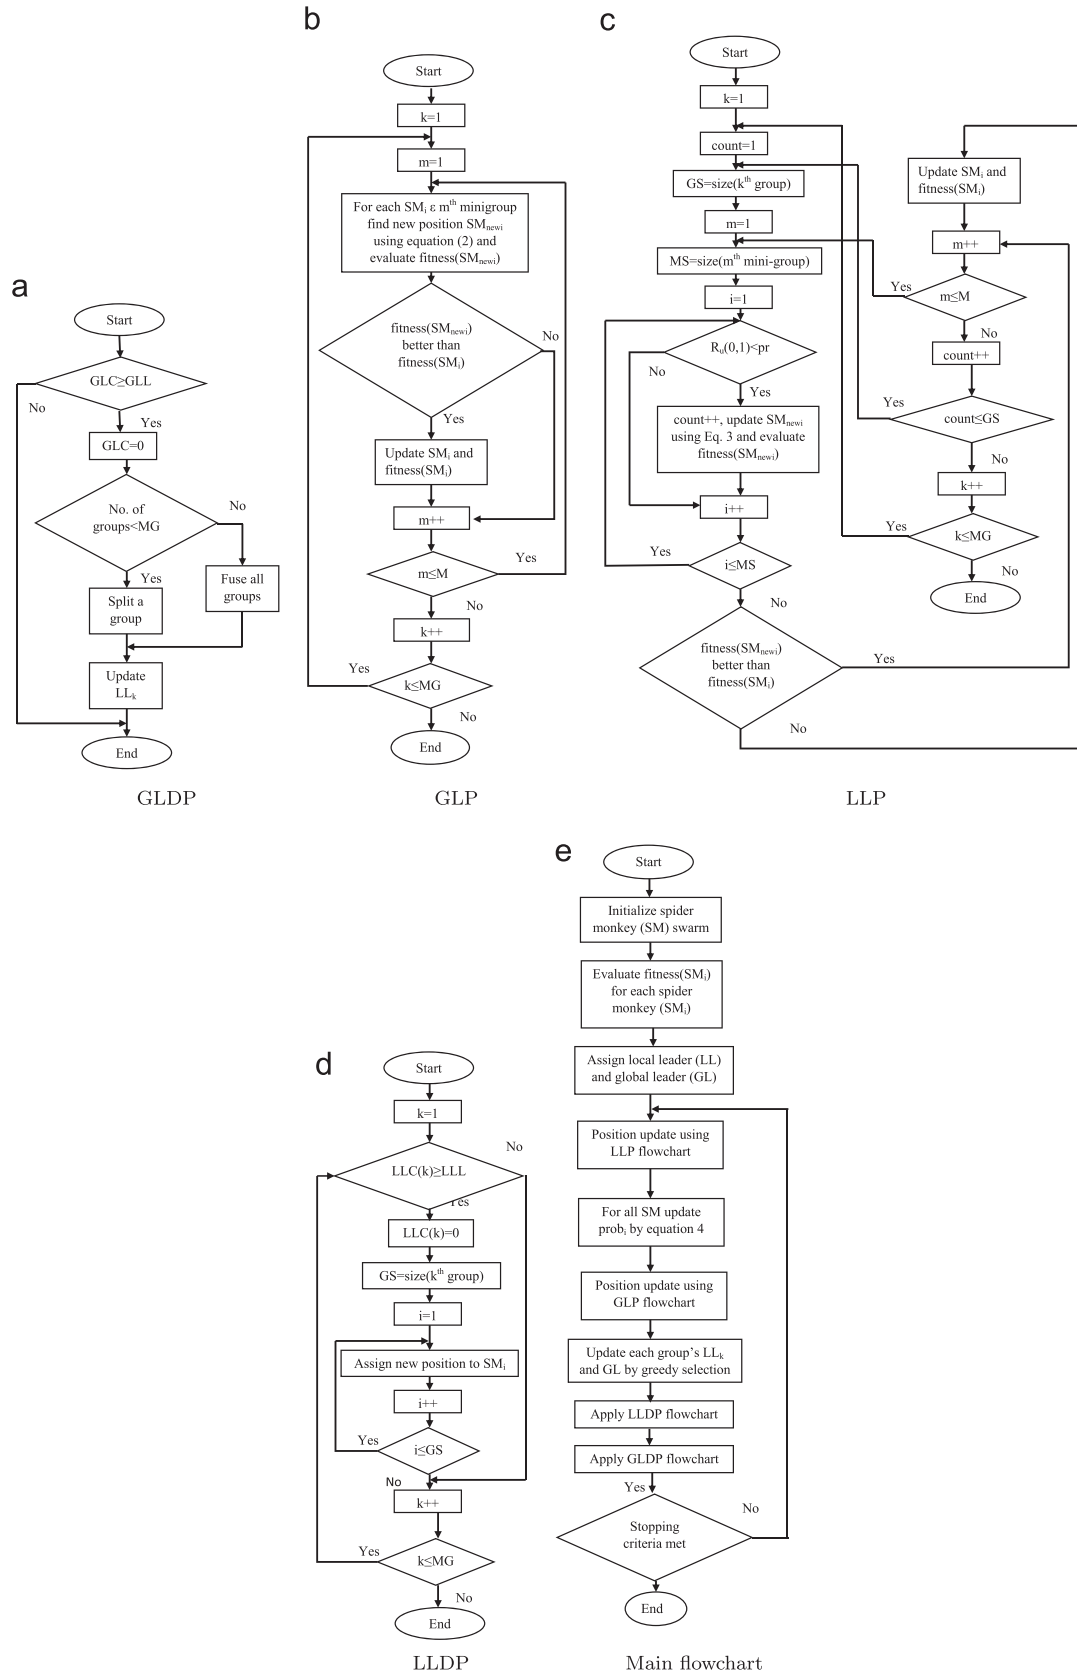 a
Start
GLC≥GLL
No
Yes
GLC=0
No. of
groups<MG
No
Yes
Fuse all
groups
Split a
group
Update
LLk
End
GLDP
b
Start
k=1
m=1
For each SMi ε mth minigroup
find new position SMnewi
using equation (2) and
evaluate fitness(SMnewi)
fitness(SMnewi)
better than
fitness(SMi)
No
Yes
Update SMi and
fitness(SMi)
m++
m≤M
Yes
No
k++
Yes
k≤MG
No
End
GLP
c
Start
k=1
count=1
GS=size(kth group)
m=1
MS=size(mth mini-group)
i=1
Ru(0,1)<pr
No
Yes
count++, update SMnewi
using Eq. 3 and evaluate
fitness(SMnewi)
i++
Yes
i≤MS
No
fitness(SMnewi)
better than
fitness(SMi)
Yes
No
Update SMi and
fitness(SMi)
m++
Yes
m≤M
No
count++
Yes
count≤GS
No
k++
Yes
k≤MG
No
End
LLP
d
Start
k=1
No
LLC(k)≥LLL
Yes
LLC(k)=0
GS=size(kth group)
i=1
Assign new position to SMi
i++
Yes
i≤GS
No
k++
Yes
k≤MG
No
End
LLDP
e
Start
Initialize spider
monkey (SM) swarm
Evaluate fitness(SMi)
for each spider
monkey (SMi)
Assign local leader (LL)
and global leader (GL)
Position update using
LLP flowchart
For all SM update
probi by equation 4
Position update using
GLP flowchart
Update each group's LLk
and GL by greedy selection
Apply LLDP flowchart
Apply GLDP flowchart
Yes
No
Stopping
criteria met
End
Main flowchart